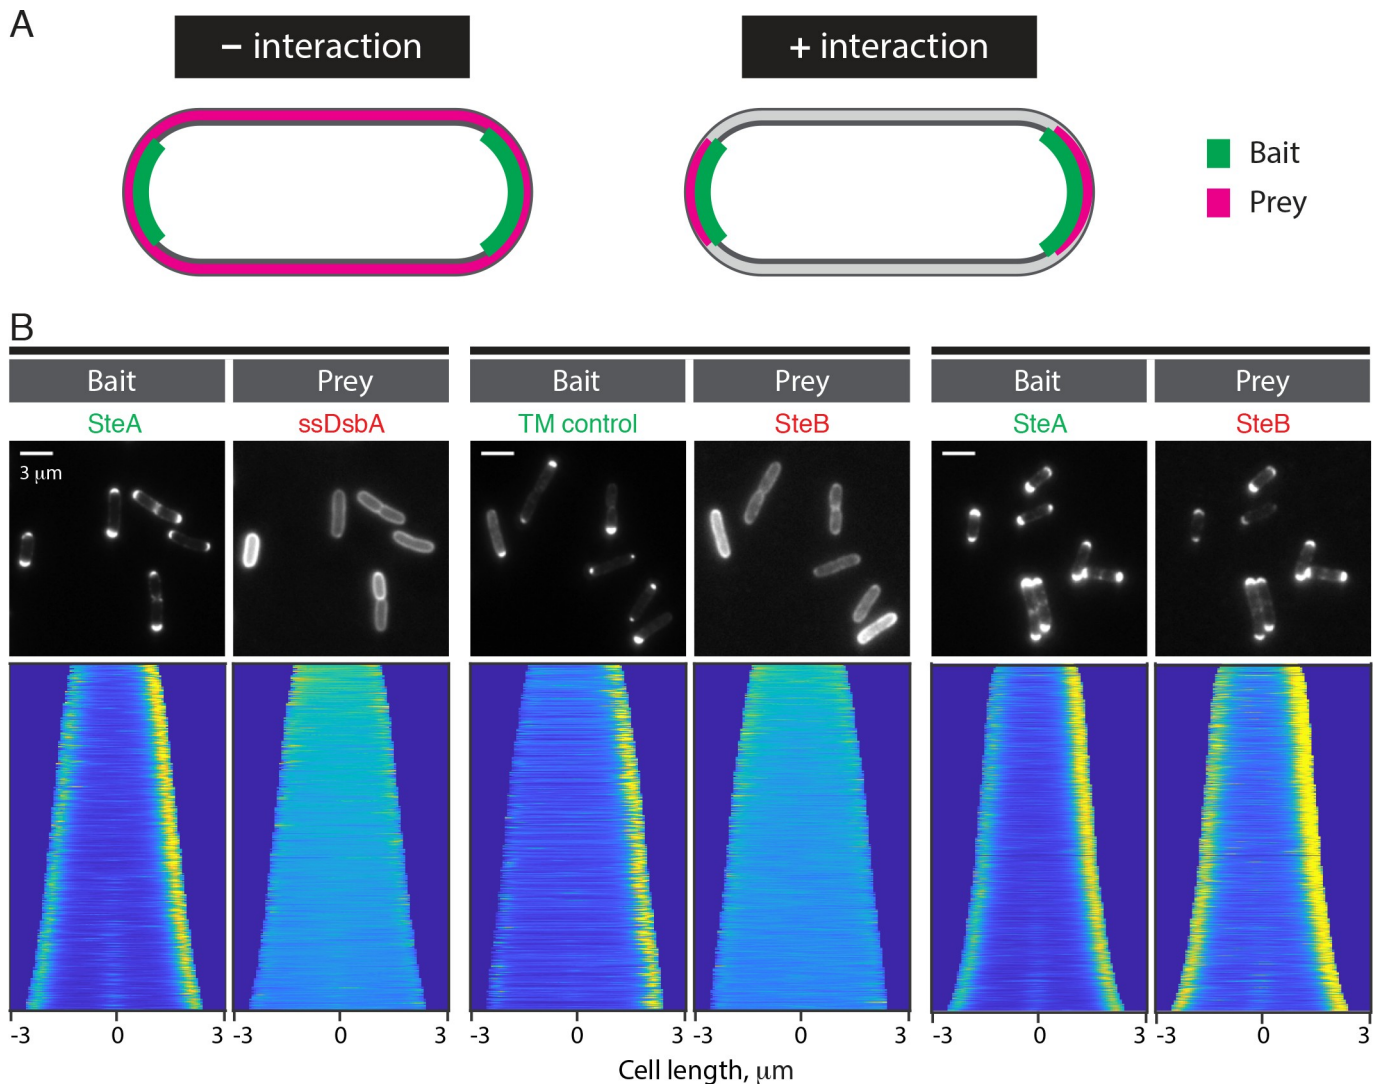 A
– interaction
+ interaction
Bait
Prey
B
Bait Prey Bait Prey Bait Prey
SteA ssDsbA TM control SteB SteA SteB
3 μm
-3 0 3 -3 0 3 -3 0 3 -3 0 3 -3 0 3 -3 0 3
Cell length, μm